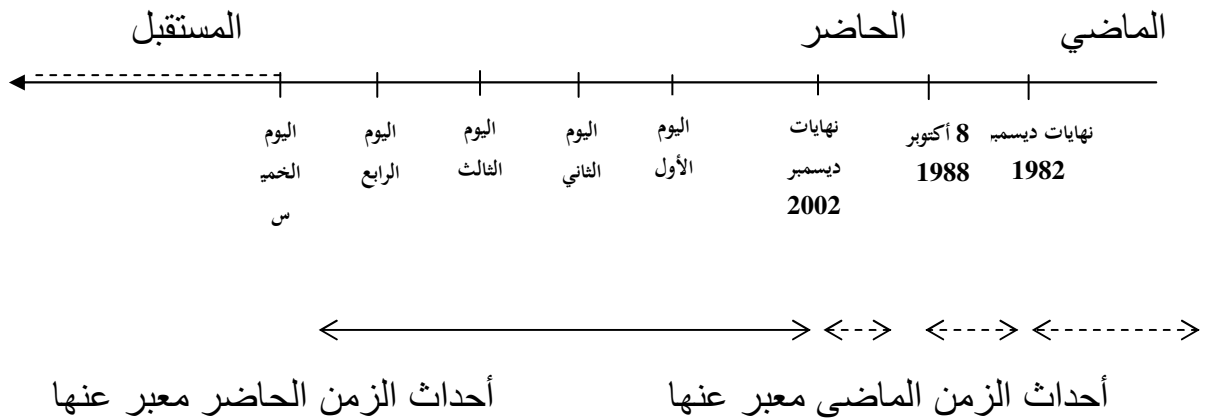 الماضي الحاضر المستقبل
نهايات ديسمبر 8 أكتوبر نهايات اليوم اليوم اليوم اليوم اليوم
1982 1988 ديسمبر الأول الثاني الثالث الرابع الخميـ
2002 س
أحداث الزمن الماضي معبر عنها أحداث الزمن الحاضر معبر عنها